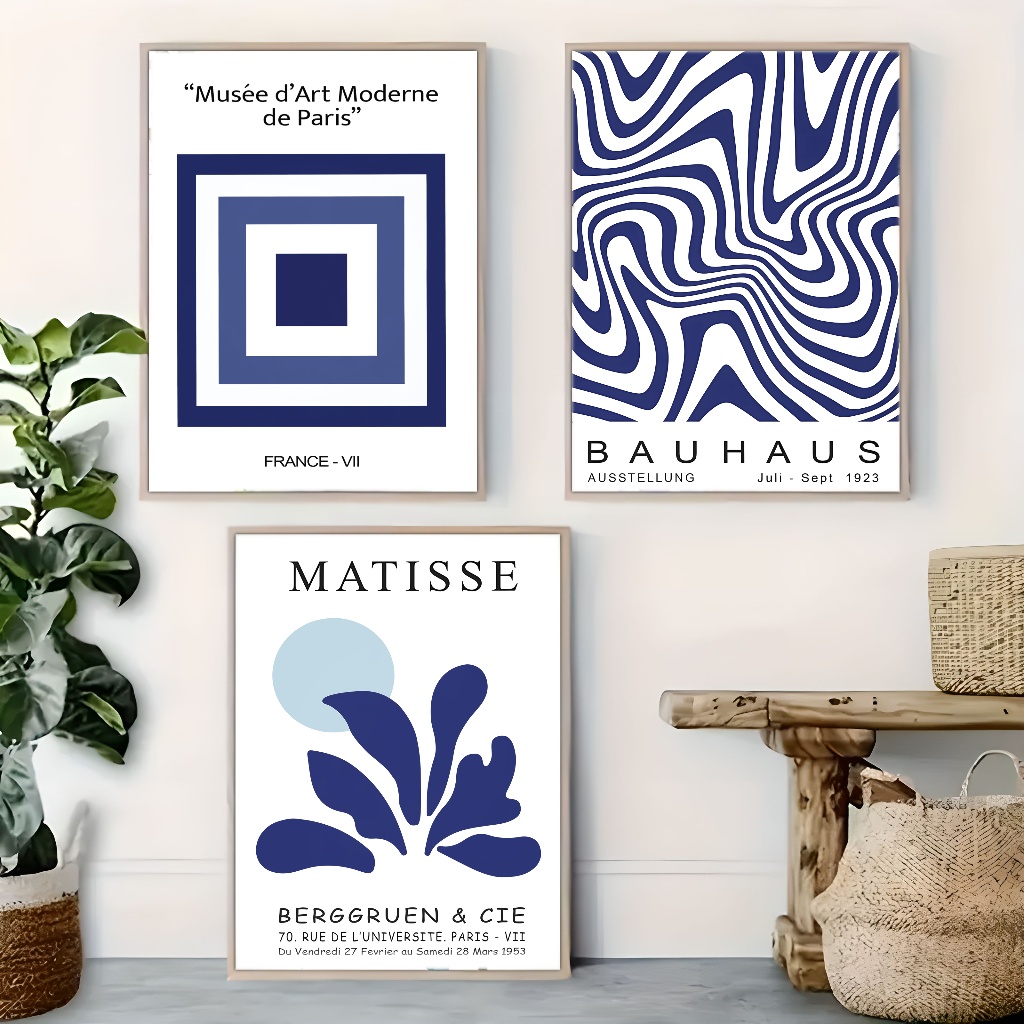 “Musée d’Art Moderne
de Paris”
FRANCE - VII
BAUHAUS
AUSSTELLUNG Juli - Sept 1923
MATISSE
BERGGRUEN & CIE
70. RUE DE L’UNIVERSITE. PARIS - VII
Du Vendredi 27 Fevrier au Samedi 28 Mars 1953